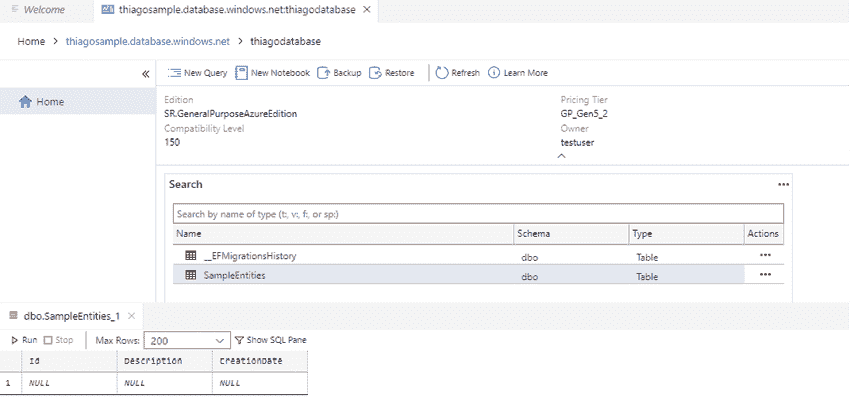 Welcome thiagosample.database.windows.net:thiagodatabase
Home > thiagosample.database.windows.net > thiagodatabase
« New Query New Notebook Backup Restore Refresh Learn More
Home
Edition Pricing Tier
SR.GeneralPurposeAzureEdition GP_Gen5_2
Compatibility Level Owner
150 testuser
Search
Search by name of type (t:, v:, f:, or sp:)
Name Schema Type Actions
__EFMigrationsHistory dbo Table
SampleEntities dbo Table
dbo.SampleEntities_1
Run Stop Max Rows: 200 Show SQL Pane
Id Description CreationDate
1 NULL NULL NULL